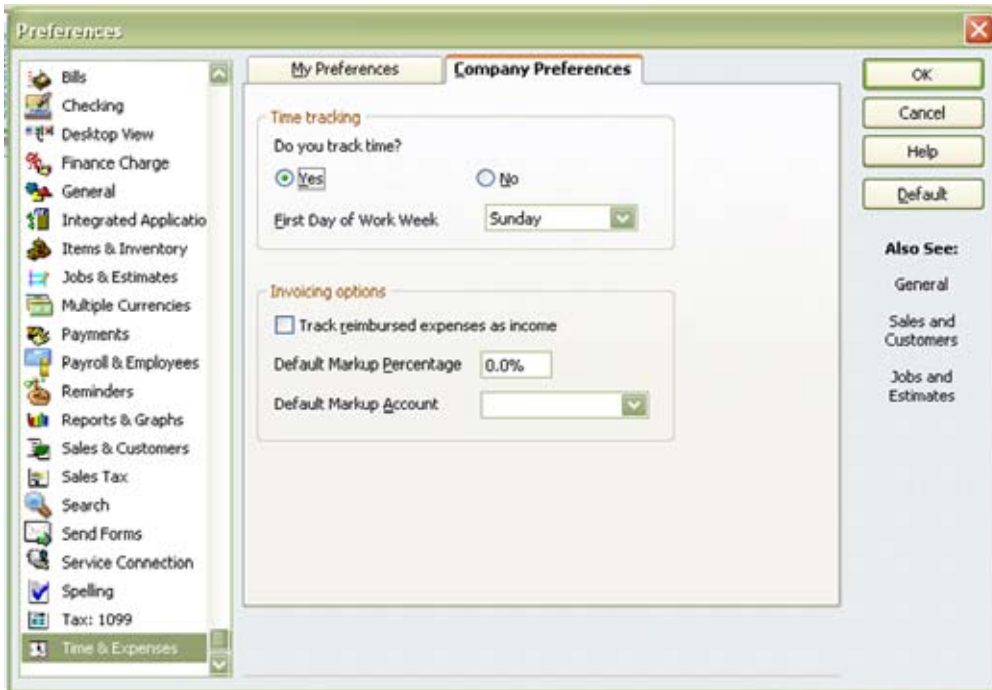 Preferences
Bills
Checking
Desktop View
Finance Charge
General
Integrated Applicatio
Items & Inventory
Jobs & Estimates
Multiple Currencies
Payments
Payroll & Employees
Reminders
Reports & Graphs
Sales & Customers
Sales Tax
Search
Send Forms
Service Connection
Spelling
Tax: 1099
Time & Expenses
My Preferences
Company Preferences
Time tracking
Do you track time?
Yes
No
First Day of Work Week
Sunday
Invoicing options
Track reimbursed expenses as income
Default Markup Percentage
0.0%
Default Markup Account
OK
Cancel
Help
Default
Also See:
General
Sales and
Customers
Jobs and
Estimates